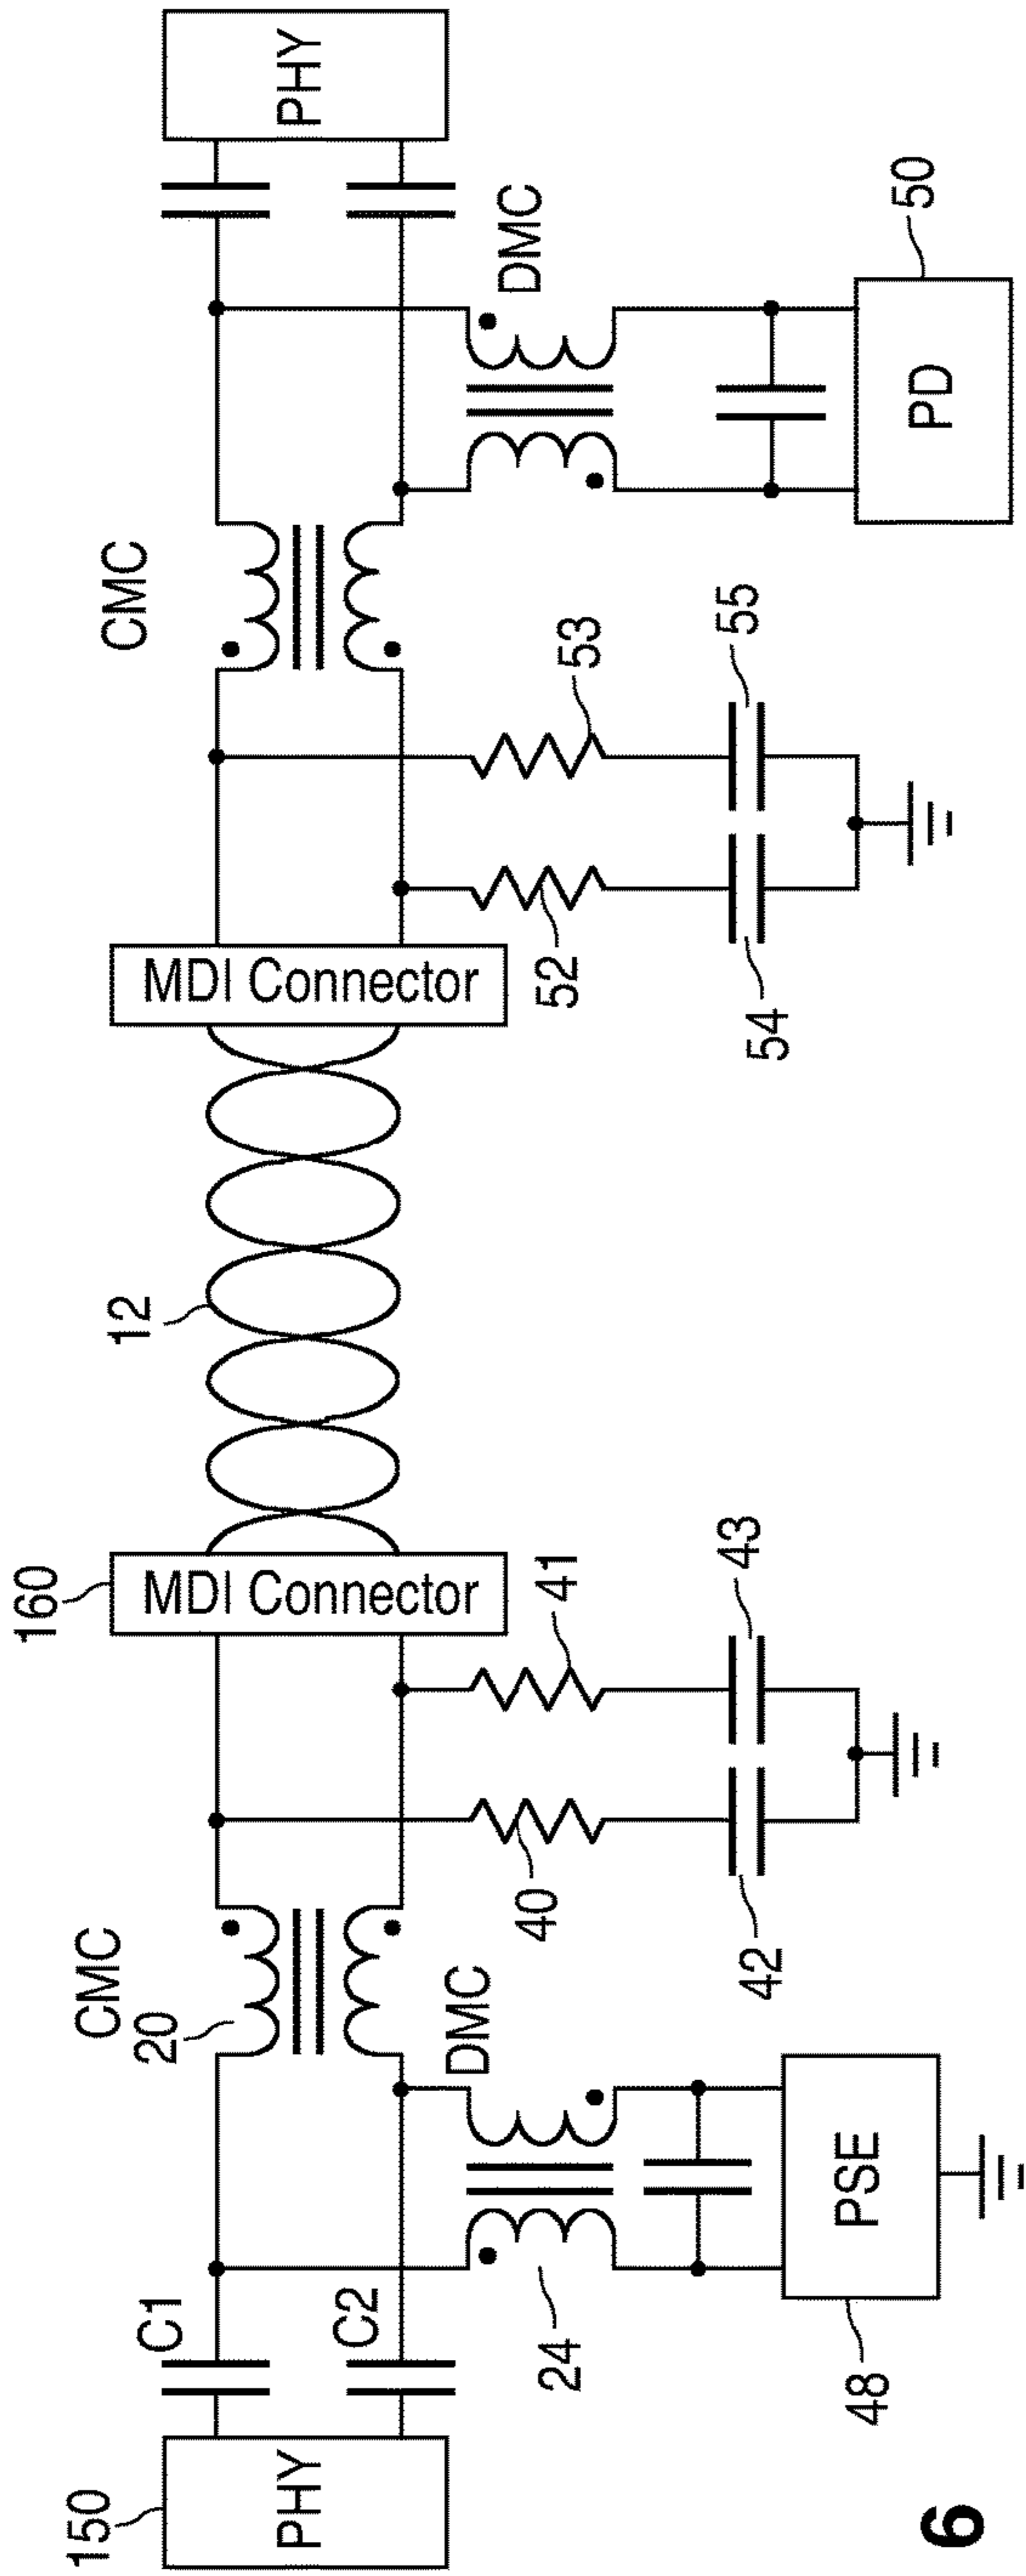 160
12
150
PHY
C1
C2
CMC
20
MDI Connector
MDI Connector
CMC
PHY
24
DMC
40
41
52
53
DMC
42
43
54
55
48
PSE
PD
50
6